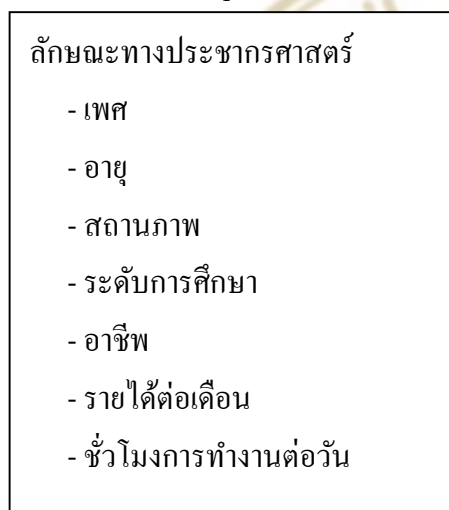 ลักษณะทางประชากรศาสตร์
- เพศ
- อายุ
- สถานภาพ
- ระดับการศึกษา
- อาชีพ
- รายได้ต่อเดือน
- ชั่วโมงการทำงานต่อวัน